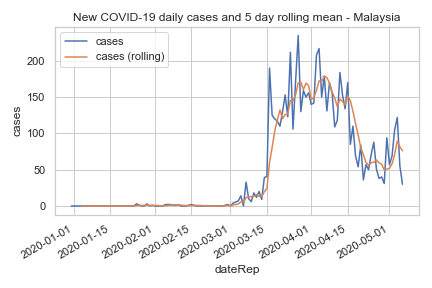 New COVID-19 daily cases and 5 day rolling mean - Malaysia
cases
cases (rolling)
200
150
100
50
0
cases
2020-01-01
2020-01-15
2020-02-01
2020-02-15
2020-03-01
2020-03-15
2020-04-01
2020-04-15
2020-05-01
dateRep